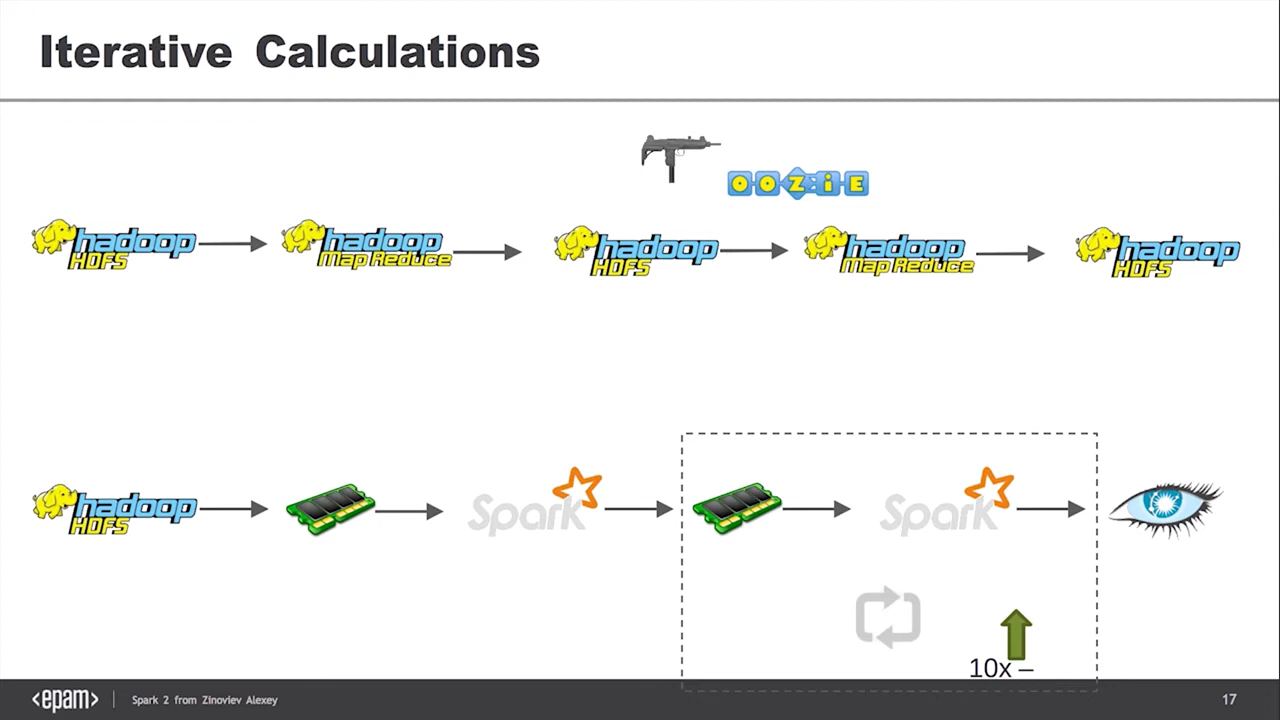 Iterative Calculations
OOZiE
hadoop
HDFS
hadoop
Map Reduce
hadoop
HDFS
hadoop
Map Reduce
hadoop
HDFS
hadoop
HDFS
Spark
Spark
10x –
<epam>
Spark 2 from Zinoviev Alexey
17